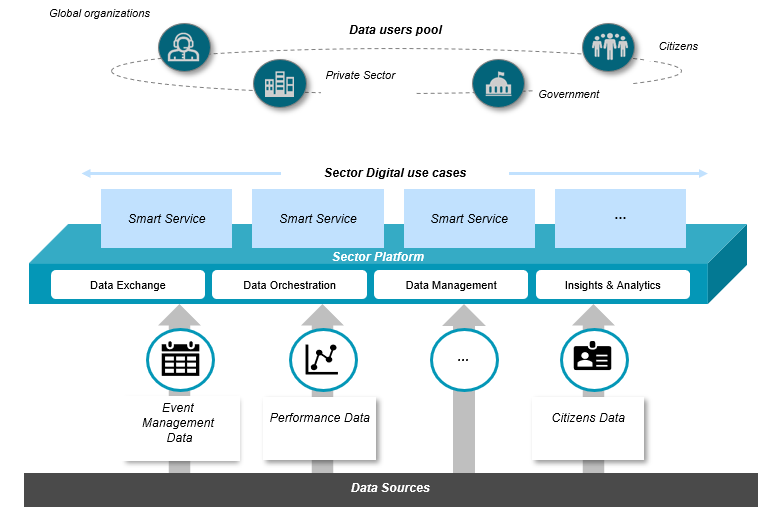 Global organizations
Data users pool
Citizens
Private Sector
Government
Sector Digital use cases
Smart Service
Smart Service
Smart Service
...
Sector Platform
Data Exchange
Data Orchestration
Data Management
Insights & Analytics
...
Event
Management
Data
Performance Data
Citizens Data
Data Sources